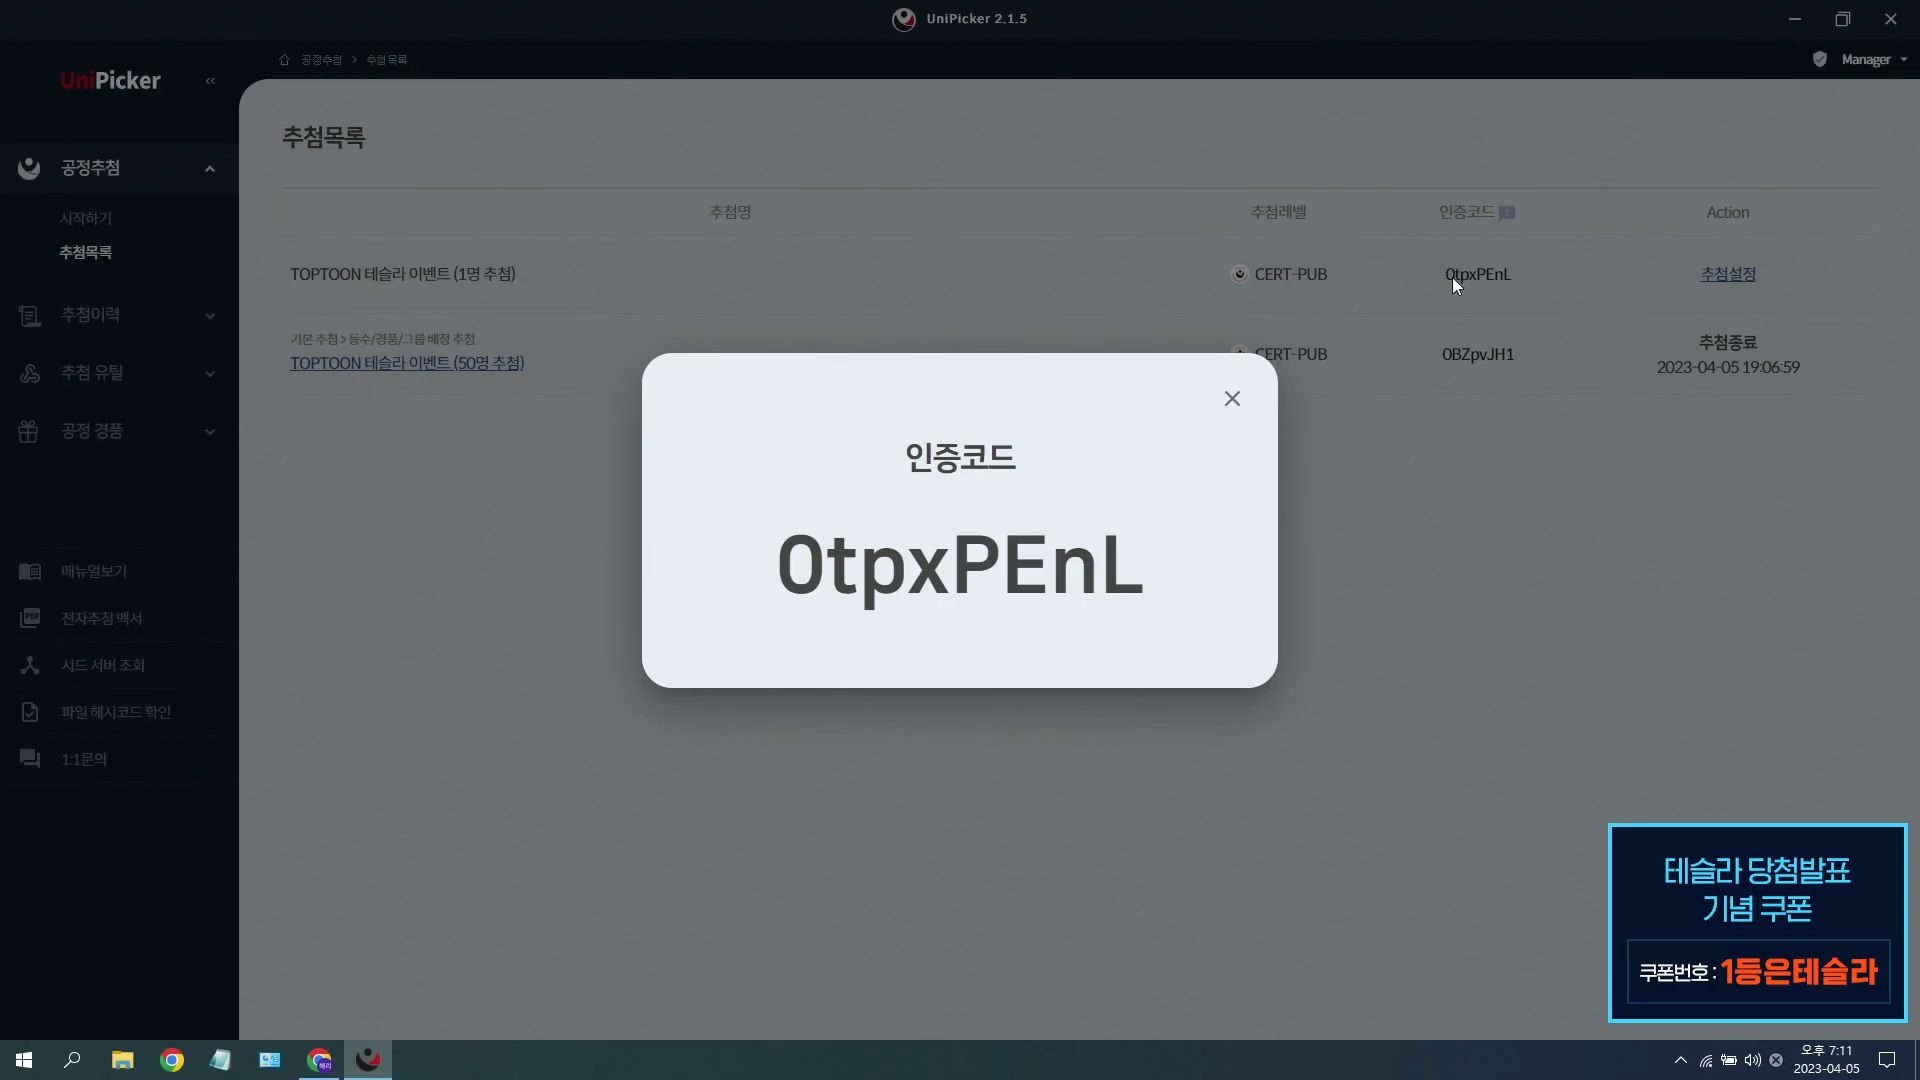 UniPicker 2.1.5
UniPicker
공정추첨 > 추첨목록
Manager
공정추첨
시작하기
추첨목록
추첨이력
추첨 유틸
공정 경품
매뉴얼보기
전자추첨 백서
시드 서버 조회
파일 해시코드 확인
1:1문의
추첨목록
추첨명 추첨레벨 인증코드 Action
TOPTOON 테슬라 이벤트 (1명 추첨) CERT-PUB 0tpxPEnL 추첨설정
기본 추첨 > 등수/경품/그룹 배정 추첨
TOPTOON 테슬라 이벤트 (50명 추첨) CERT-PUB 0BZpvJH1 추첨종료
2023-04-05 19:06:59
인증코드
0tpxPEnL
테슬라 당첨발표
기념 쿠폰
쿠폰번호 : 1등은테슬라
PDF
해리
오후 7:11
2023-04-05